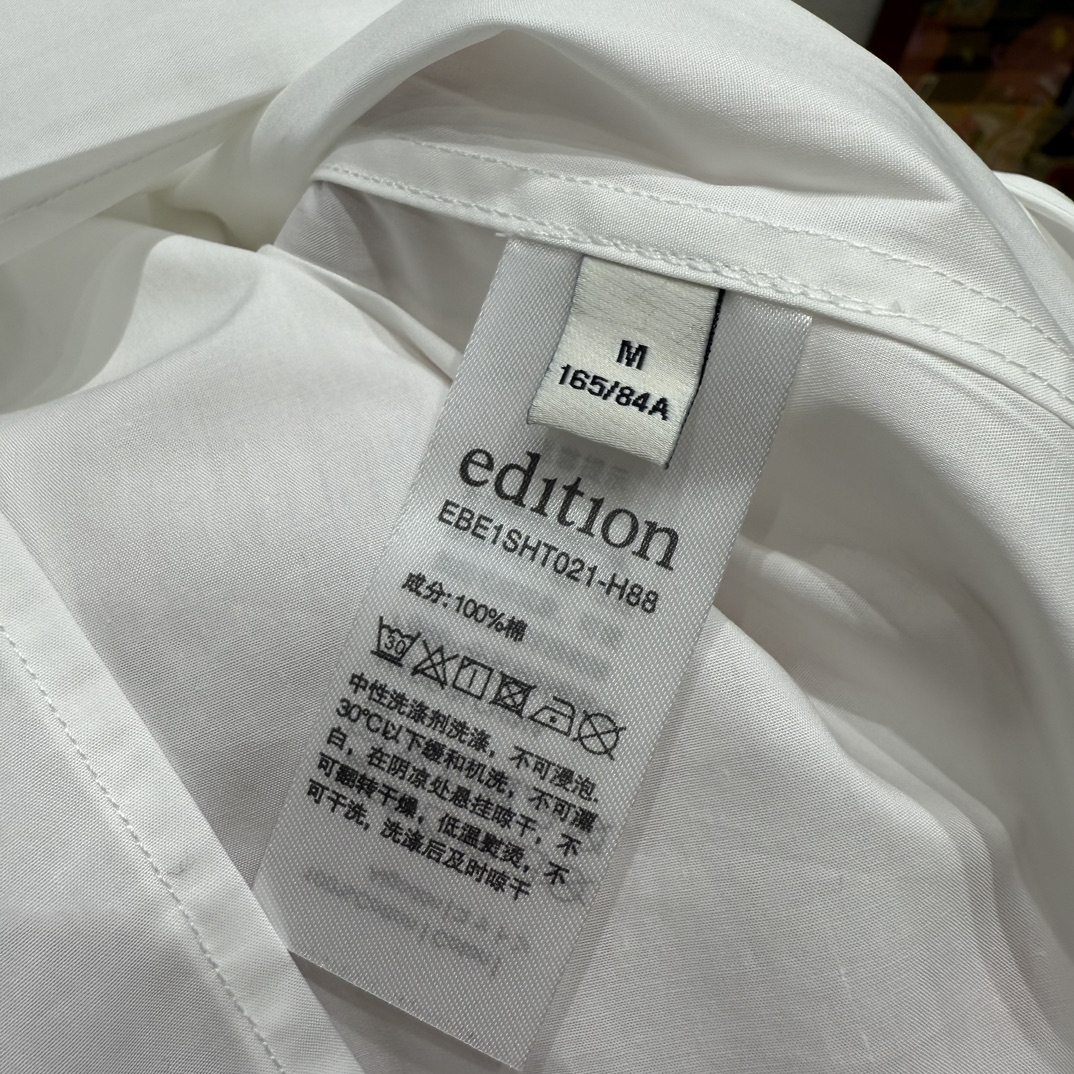 M
165/84A
edition
EBE1SHT021-H88
成分:100%棉
30
中性洗涤剂洗涤，不可浸泡.
30℃以下缓和机洗，不可漂
白，在阴凉处悬挂晾干，不
可翻转干燥，低温熨烫，不
可干洗，洗涤后及时晾干